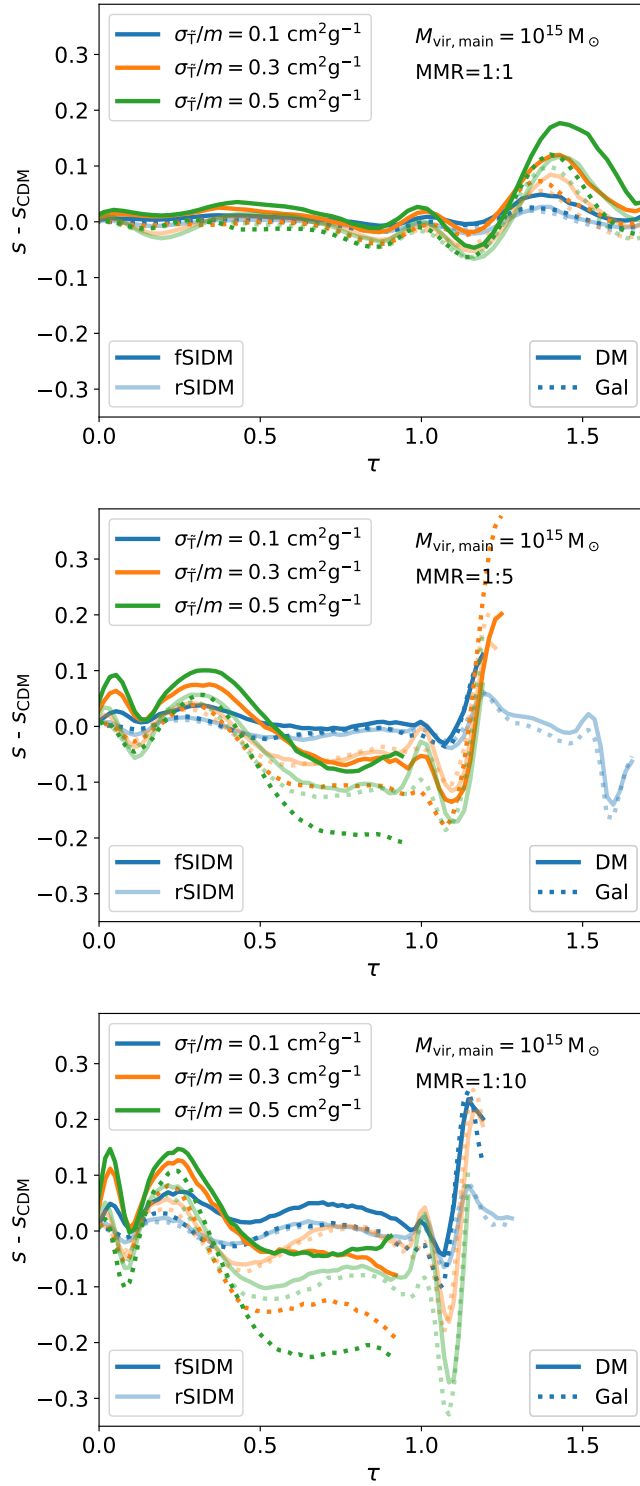 0.3
0.2
0.1
0.0
−0.1
−0.2
−0.3
s - s_CDM
σ_T̃/m = 0.1 cm²g⁻¹
σ_T̃/m = 0.3 cm²g⁻¹
σ_T̃/m = 0.5 cm²g⁻¹
M_vir, main = 10¹⁵ M_⊙
MMR=1:1
fSIDM
rSIDM
DM
Gal
0.0 0.5 1.0 1.5
τ
0.3
0.2
0.1
0.0
−0.1
−0.2
−0.3
s - s_CDM
σ_T̃/m = 0.1 cm²g⁻¹
σ_T̃/m = 0.3 cm²g⁻¹
σ_T̃/m = 0.5 cm²g⁻¹
M_vir, main = 10¹⁵ M_⊙
MMR=1:5
fSIDM
rSIDM
DM
Gal
0.0 0.5 1.0 1.5
τ
0.3
0.2
0.1
0.0
−0.1
−0.2
−0.3
s - s_CDM
σ_T̃/m = 0.1 cm²g⁻¹
σ_T̃/m = 0.3 cm²g⁻¹
σ_T̃/m = 0.5 cm²g⁻¹
M_vir, main = 10¹⁵ M_⊙
MMR=1:10
fSIDM
rSIDM
DM
Gal
0.0 0.5 1.0 1.5
τ